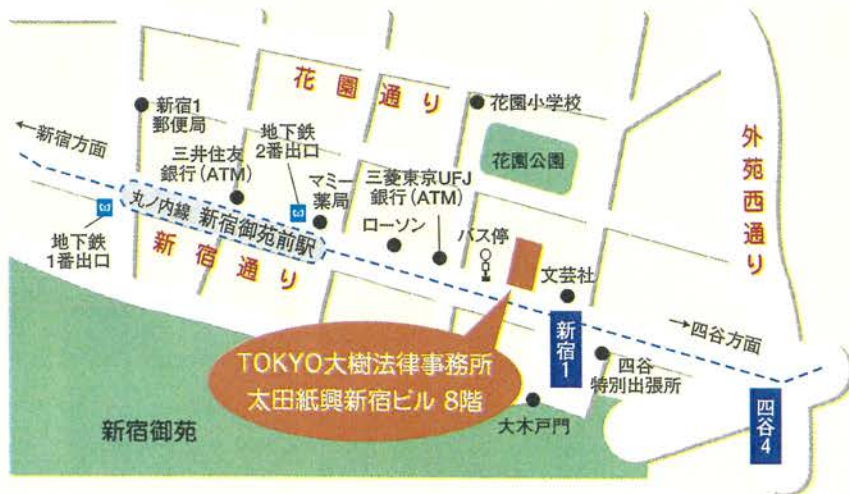 花園通り
花園小学校
新宿1
郵便局
地下鉄
2番出口
外苑西通り
←新宿方面
三井住友
銀行(ATM)
マミー
薬局
三菱東京UFJ
銀行(ATM)
花園公園
丸ノ内線 新宿御苑前駅
ローソン
バス停
地下鉄
1番出口
新宿通り
文芸社
→四谷方面
新宿1
TOKYO大樹法律事務所
太田紙興新宿ビル 8階
四谷
特別出張所
大木戸門
四谷4
新宿御苑